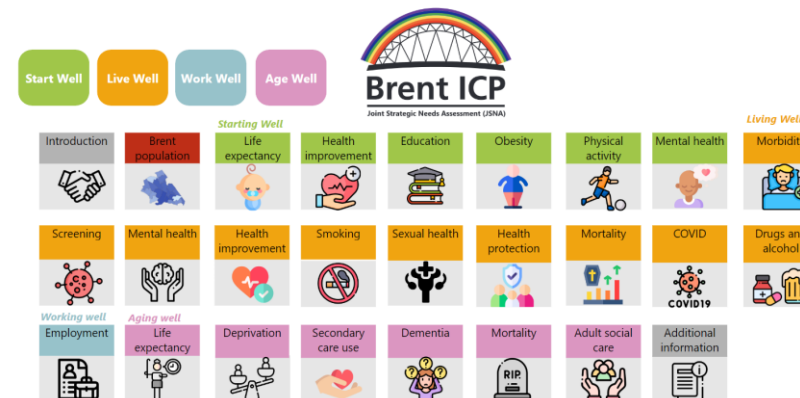 Start Well
Live Well
Work Well
Age Well
Brent ICP
Joint Strategic Needs Assessment (JSNA)
Starting Well
Living Well
Introduction
Brent
population
Life
expectancy
Health
improvement
Education
Obesity
Physical
activity
Mental health
Morbidit
Screening
Mental health
Health
improvement
Smoking
Sexual health
Health
protection
Mortality
COVID
Drugs an
alcohol
COVID19
Working well
Aging well
Employment
Life
expectancy
Deprivation
Secondary
care use
Dementia
Mortality
Adult social
care
Additional
information
RIP.